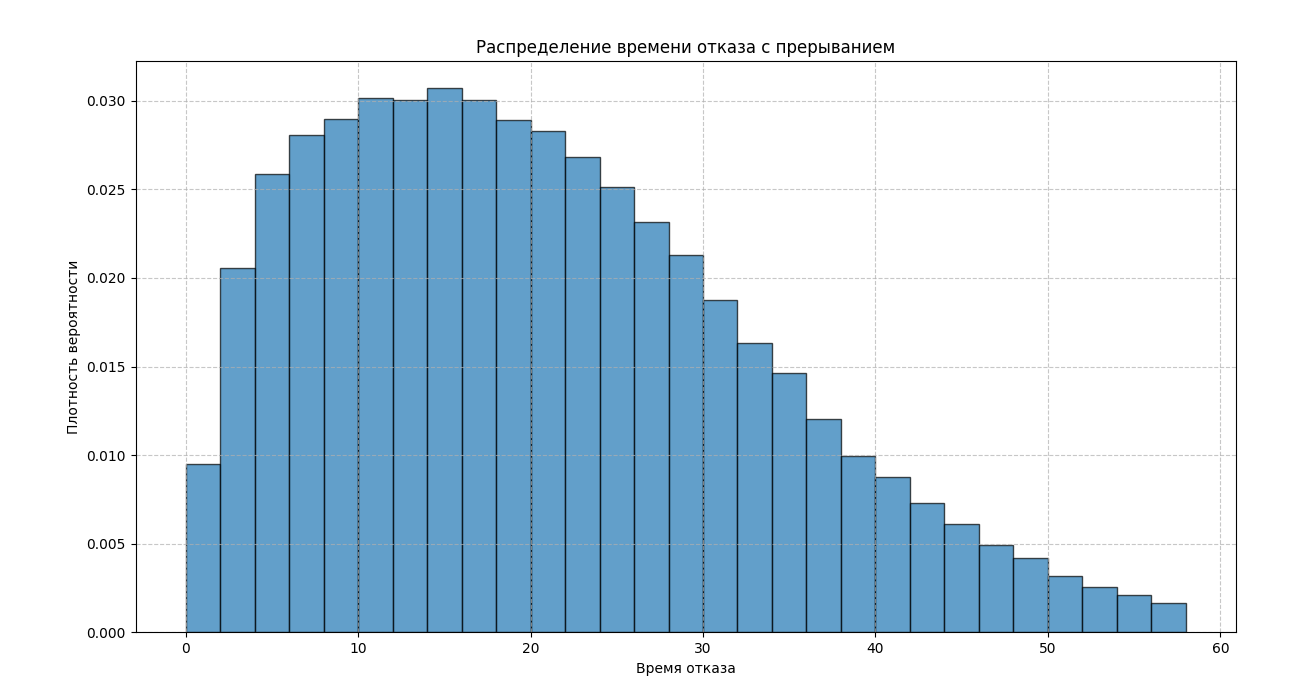 Распределение времени отказа с прерыванием
Плотность вероятности
0.030
0.025
0.020
0.015
0.010
0.005
0.000
0 10 20 30 40 50 60
Время отказа